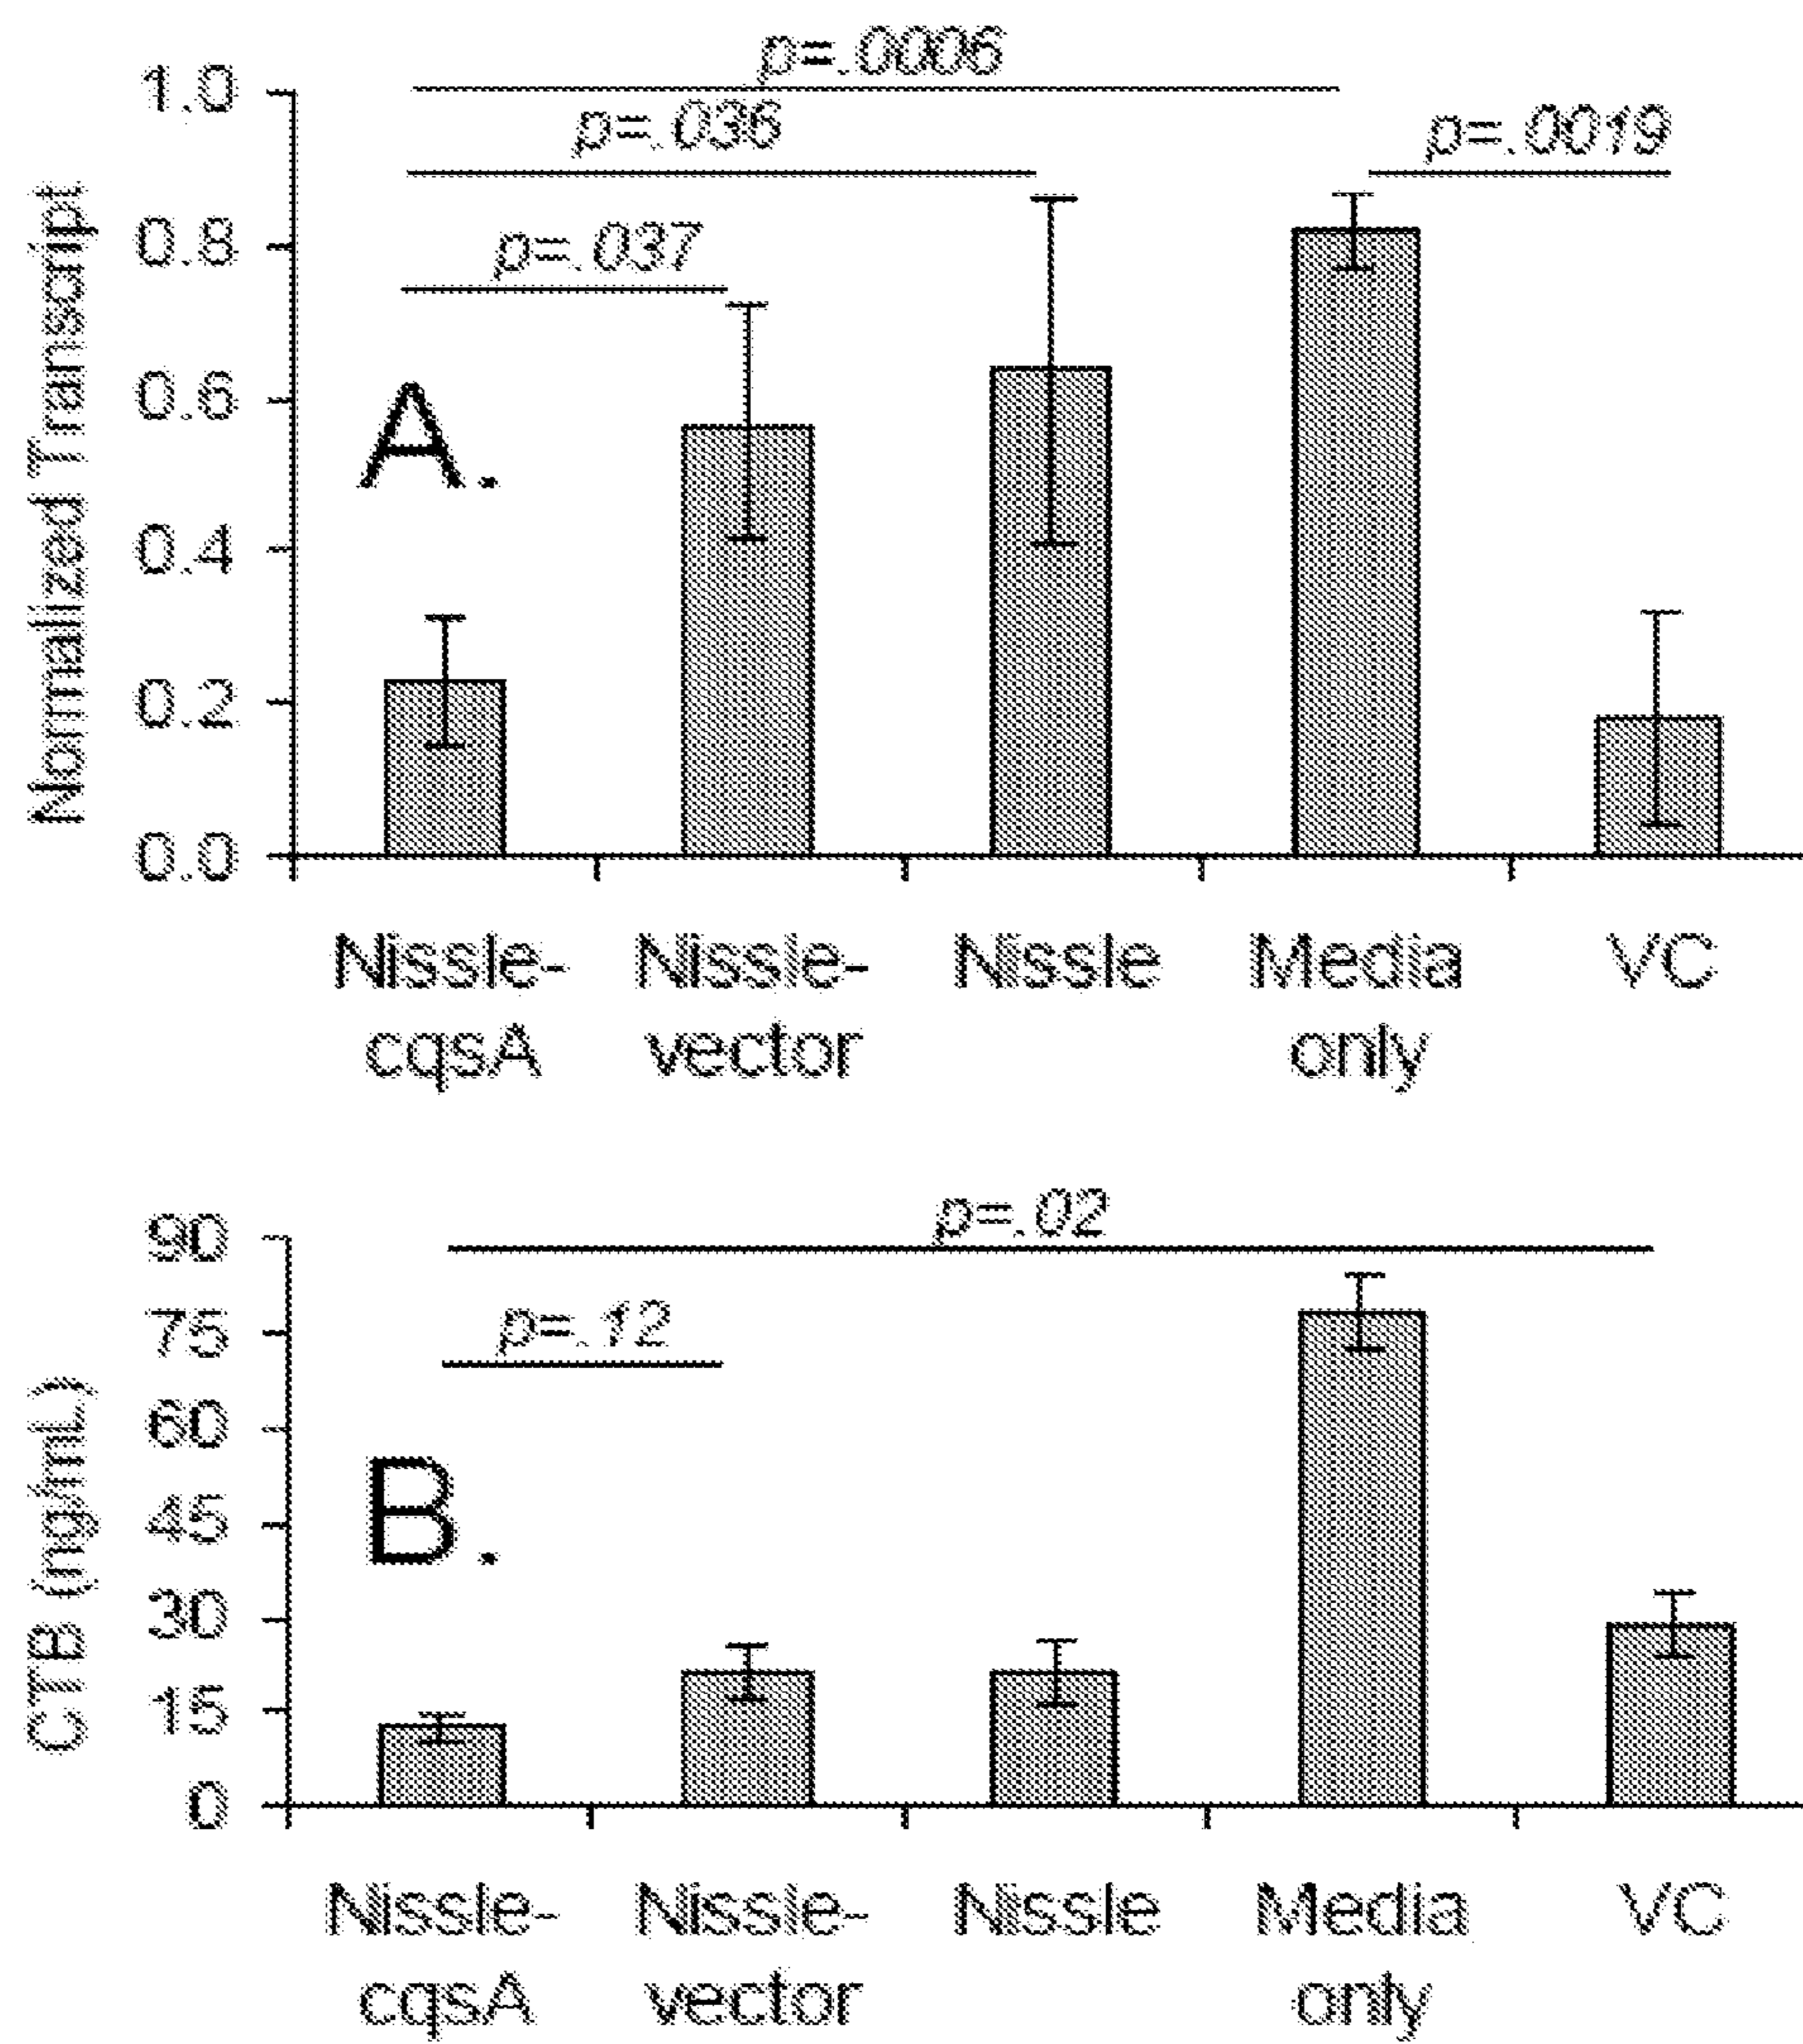 p=.0006
1.0
p=.036
p=.0019
0.8
p=.037
0.6
A.
0.4
0.2
0.0
Normalized Transcript
Nissle-cqsA
Nissle-vector
Nissle
Media only
VC
p=.02
90
p=.12
75
60
B.
45
30
15
0
CTB (ng/mL)
Nissle-cqsA
Nissle-vector
Nissle
Media only
VC